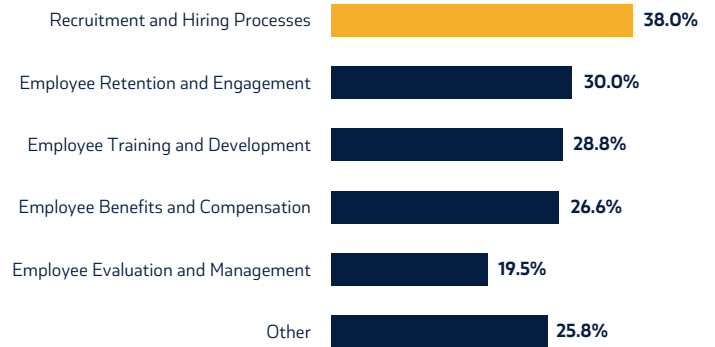 Recruitment and Hiring Processes 38.0%
Employee Retention and Engagement 30.0%
Employee Training and Development 28.8%
Employee Benefits and Compensation 26.6%
Employee Evaluation and Management 19.5%
Other 25.8%